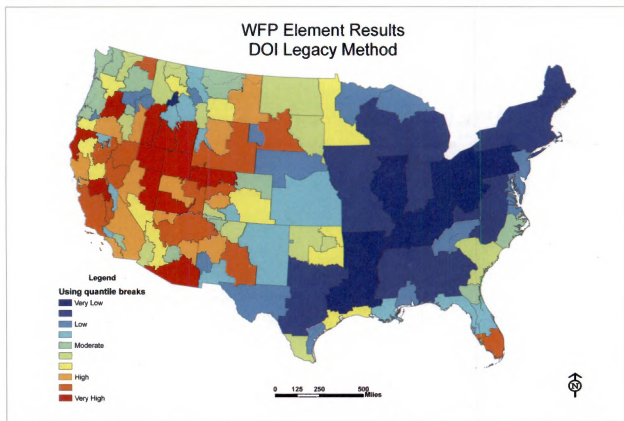 WFP Element Results
DOI Legacy Method
Legend
Using quantile breaks
Very Low
Low
Moderate
High
Very High
0 125 250 500
Miles
N